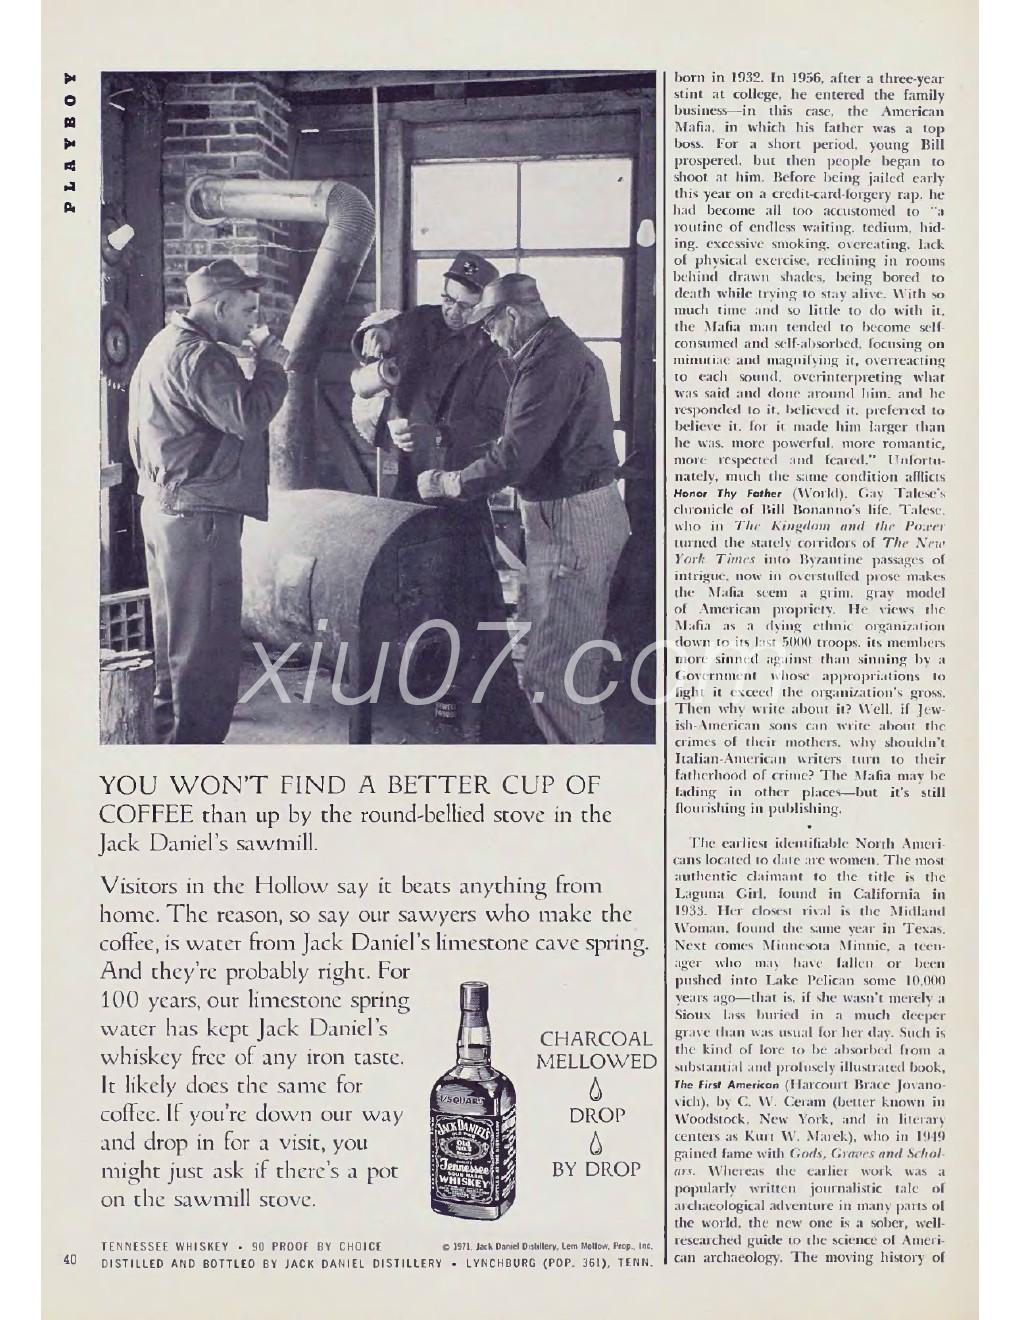 PLAYBOY
YOU WON'T FIND A BETTER CUP OF
COFFEE than up by the round-bellied stove in the
Jack Daniel's sawmill.
Visitors in the Hollow say it beats anything from
home. The reason, so say our sawyers who make the
coffee, is water from Jack Daniel's limestone cave spring.
And they're probably right. For
100 years, our limestone spring
water has kept Jack Daniel's
whiskey free of any iron taste.
It likely does the same for
coffee. If you're down our way
and drop in for a visit, you
might just ask if there's a pot
on the sawmill stove.
JACK DANIEL'S
Old
No. 7
Tennessee
WHISKEY
CHARCOAL
MELLOWED
DROP
BY DROP
TENNESSEE WHISKEY • 90 PROOF BY CHOICE
© 1971, Jack Daniel Distillery, Lem Motlow, Prop., Inc.
DISTILLED AND BOTTLED BY JACK DANIEL DISTILLERY • LYNCHBURG (POP. 361), TENN.
40
born in 1932. In 1956, after a three-year
stint at college, he entered the family
business—in this case, the American
Mafia, in which his father was a top
boss. For a short period, young Bill
prospered, but then people began to
shoot at him. Before being jailed early
this year on a credit-card-forgery rap, he
had become all too accustomed to "a
routine of endless waiting, tedium, hid-
ing, excessive smoking, overeating, lack
of physical exercise, reclining in rooms
behind drawn shades, being bored to
death while trying to stay alive. With so
much time and so little to do with it,
the Mafia man tended to become self-
consumed and self-absorbed, focusing on
minutiae and magnifying it, overreacting
to each sound, overinterpreting what
was said and done around him, and he
responded to it, believed it, preferred to
believe it, for it made him larger than
he was, more powerful, more romantic,
more respected and feared." Unfortu-
nately, much the same condition afflicts
Honor Thy Father (World), Gay Talese's
chronicle of Bill Bonanno's life. Talese,
who in The Kingdom and the Power
turned the stately corridors of The New
York Times into Byzantine passages of
intrigue, now in overstuffed prose makes
the Mafia seem a grim, gray model
of American propriety. He views the
Mafia as a dying ethnic organization
down to its last 5000 troops, its members
more sinned against than sinning by a
Government whose appropriations to
fight it exceed the organization's gross.
Then why write about it? Well, if Jew-
ish-American sons can write about the
crimes of their mothers, why shouldn't
Italian-American writers turn to their
fatherhood of crime? The Mafia may be
fading in other places—but it's still
flourishing in publishing.
•
The earliest identifiable North Ameri-
cans located to date are women. The most
authentic claimant to the title is the
Laguna Girl, found in California in
1933. Her closest rival is the Midland
Woman, found the same year in Texas.
Next comes Minnesota Minnie, a teen-
ager who may have fallen or been
pushed into Lake Pelican some 10,000
years ago—that is, if she wasn't merely a
Sioux lass buried in a much deeper
grave than was usual for her day. Such is
the kind of lore to be absorbed from a
substantial and profusely illustrated book,
The First American (Harcourt Brace Jovano-
vich), by C. W. Ceram (better known in
Woodstock, New York, and in literary
centers as Kurt W. Marek), who in 1949
gained fame with Gods, Graves and Schol-
ars. Whereas the earlier work was a
popularly written journalistic tale of
archaeological adventure in many parts of
the world, the new one is a sober, well-
researched guide to the science of Ameri-
can archaeology. The moving history of
xiu07.com